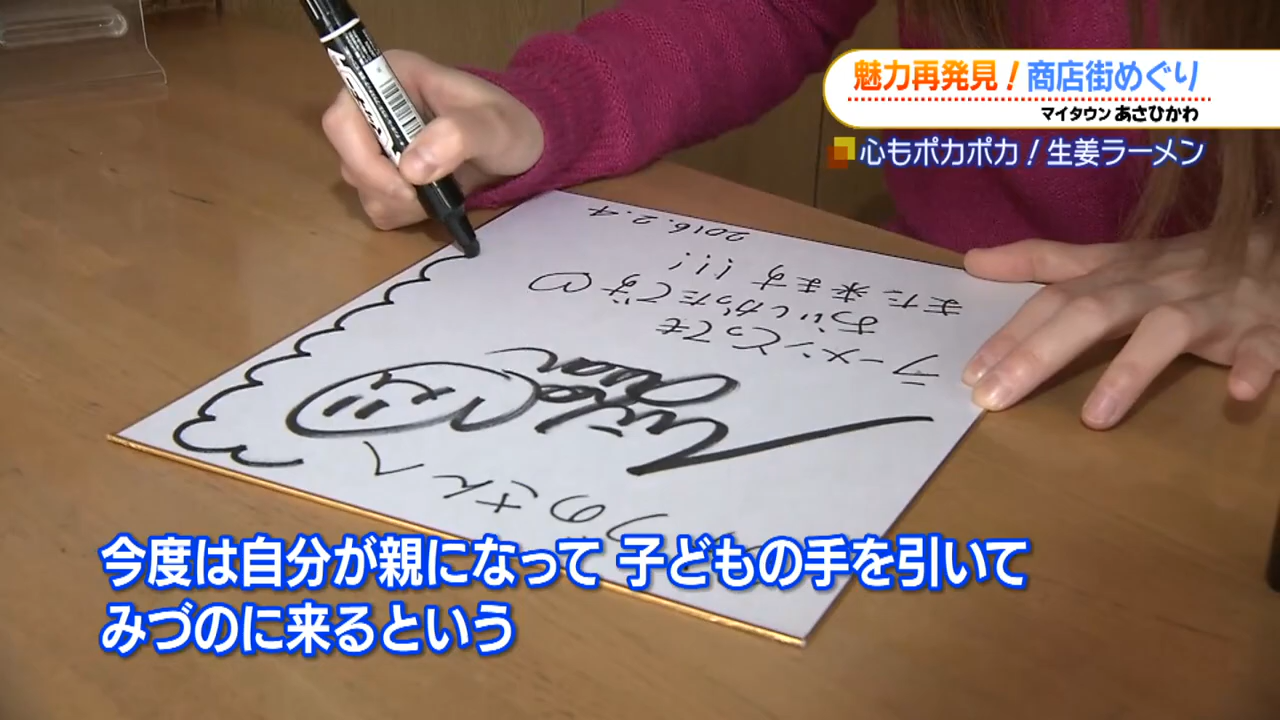 魅力再発見！商店街めぐり
マイタウン あさひかわ
心もポカポカ！生姜ラーメン
のさんへ
ラーメンとっても
おいしかったです♡
また来ます!!!
2016.2.4
今度は自分が親になって 子どもの手を引いて
みづのに来るという